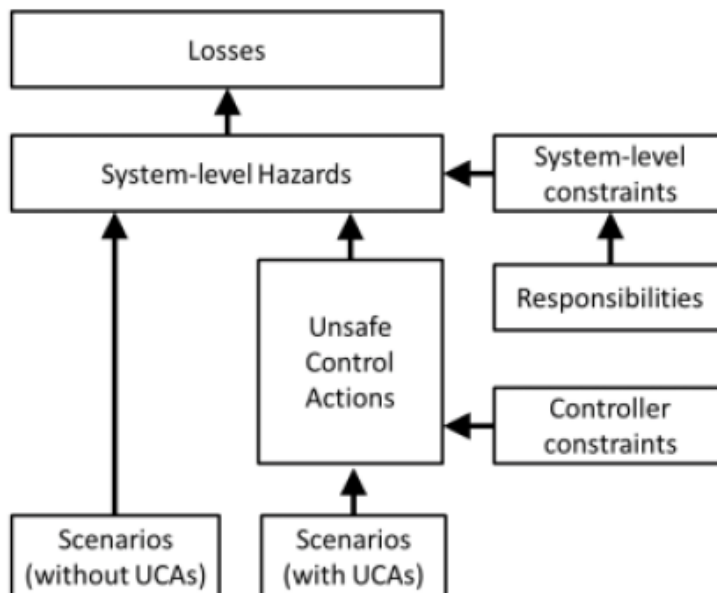 Losses
System-level Hazards
System-level
constraints
Responsibilities
Unsafe
Control
Actions
Controller
constraints
Scenarios
(without UCAs)
Scenarios
(with UCAs)